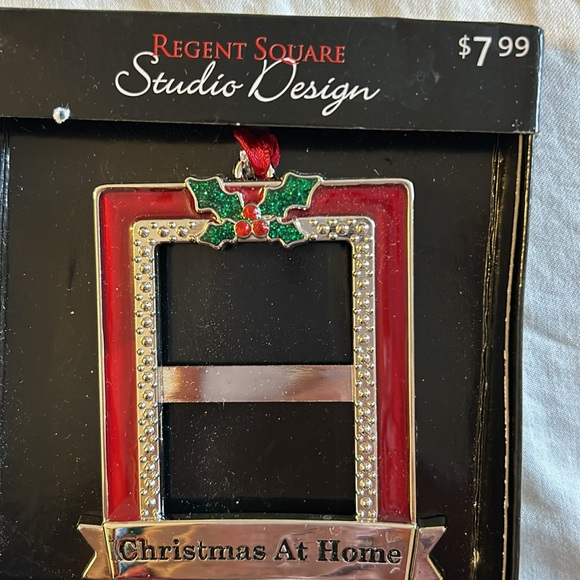 REGENT SQUARE
Studio Design
$7.99
Christmas At Home